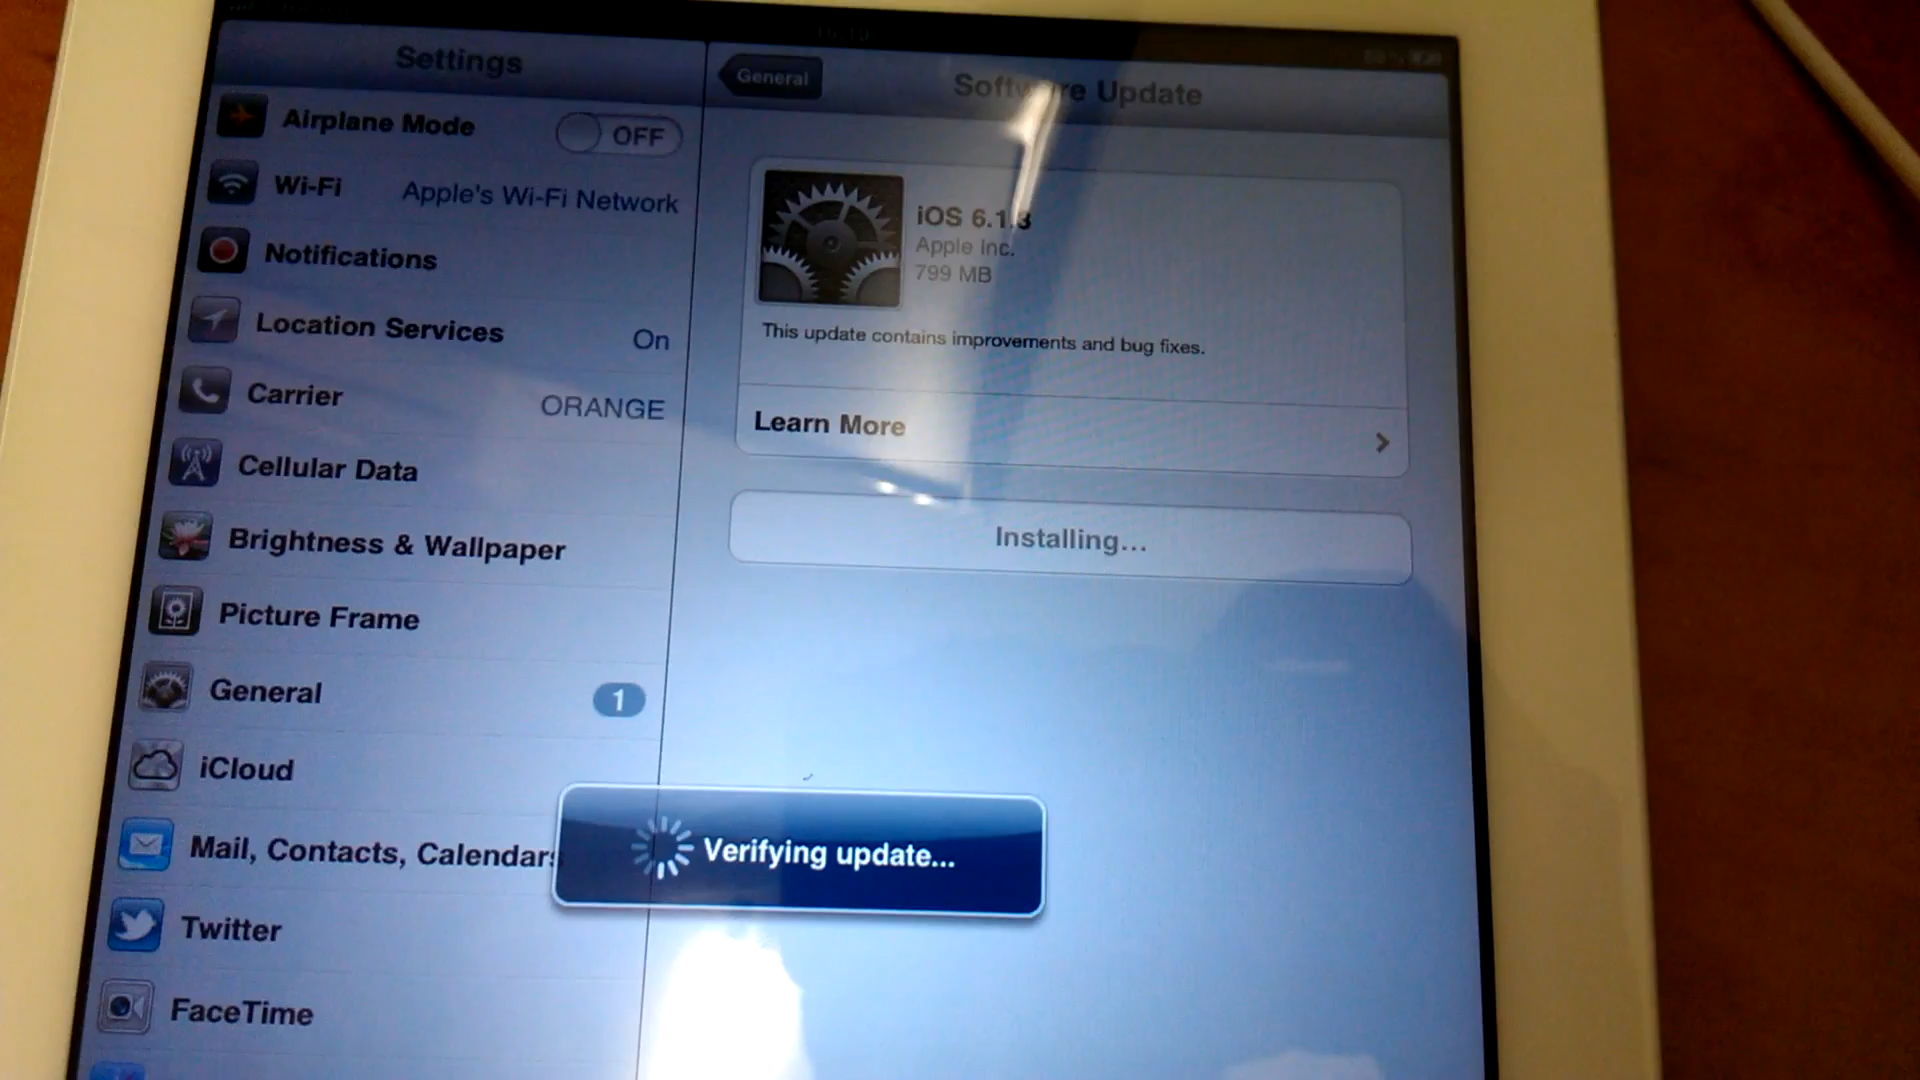 Settings
General
Software Update
Airplane Mode OFF
Wi-Fi Apple's Wi-Fi Network
Notifications
Location Services On
Carrier ORANGE
Cellular Data
Brightness & Wallpaper
Picture Frame
General 1
iCloud
Mail, Contacts, Calendars
Twitter
FaceTime
iOS 6.1.3
Apple Inc.
799 MB
This update contains improvements and bug fixes.
Learn More
Installing...
Verifying update...